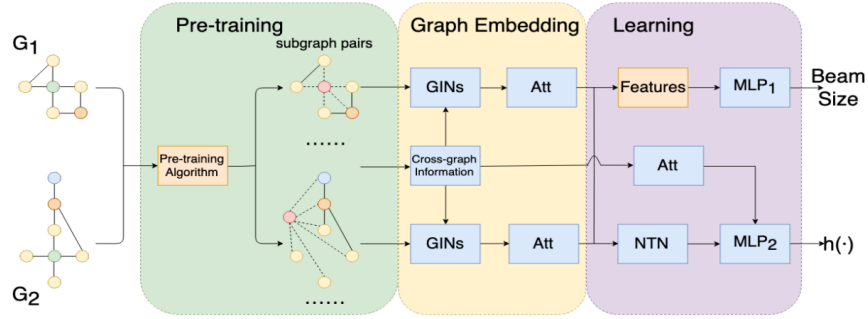 Pre-training
Graph Embedding
Learning
G1
subgraph pairs
GINs
Att
Features
MLP1
Beam
Size
......
Pre-training
Algorithm
Cross-graph
Information
Att
GINs
Att
NTN
MLP2
h(·)
G2
......